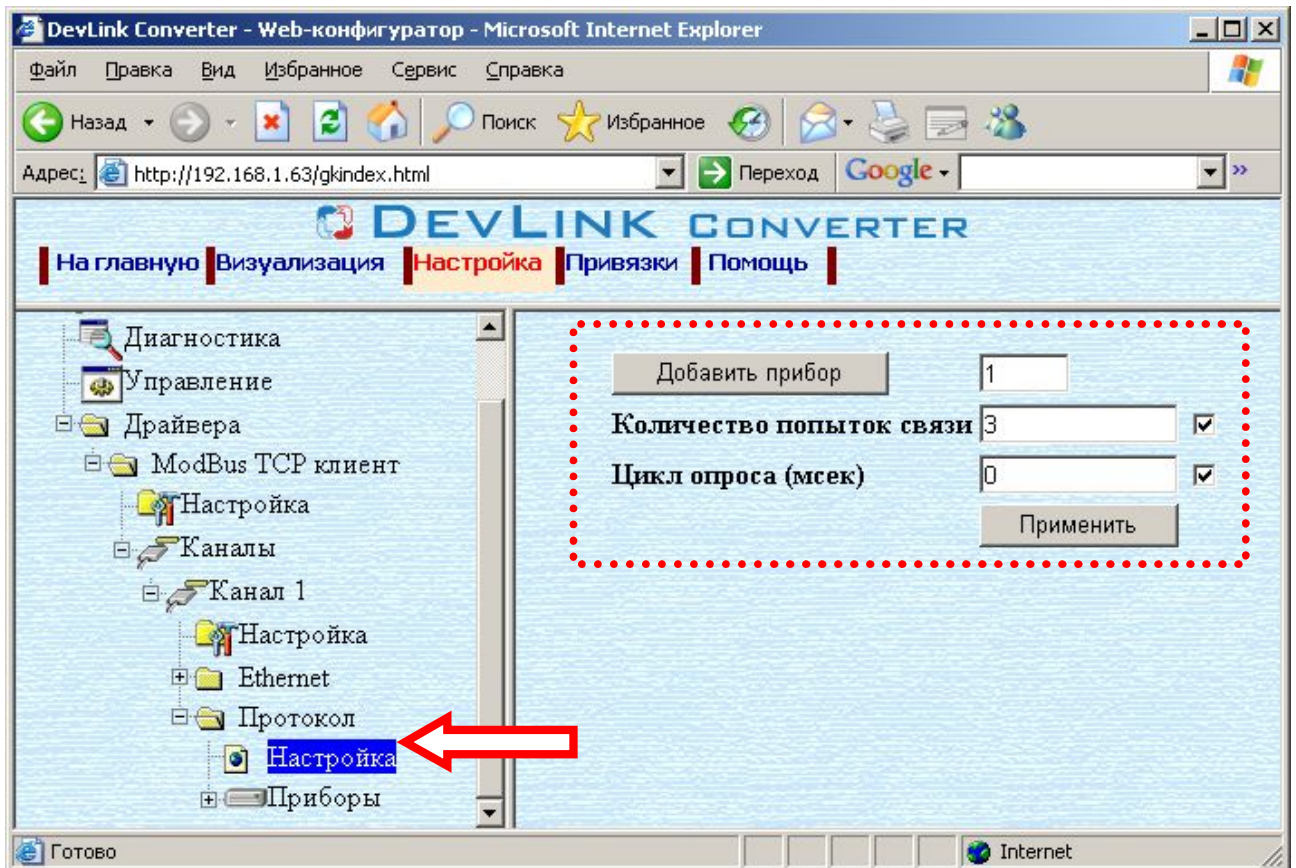 DevLink Converter - Web-конфигуратор - Microsoft Internet Explorer
Файл Правка Вид Избранное Сервис Справка
Назад Поиск Избранное
Адрес: http://192.168.1.63/gkindex.html Переход Google »
DEVLINK CONVERTER
На главную Визуализация Настройка Привязки Помощь
Диагностика
Управление
Драйвера
ModBus TCP клиент
Настройка
Каналы
Канал 1
Настройка
Ethernet
Протокол
Настройка
Приборы
Добавить прибор 1
Количество попыток связи 3
Цикл опроса (мсек) 0
Применить
Готово Internet